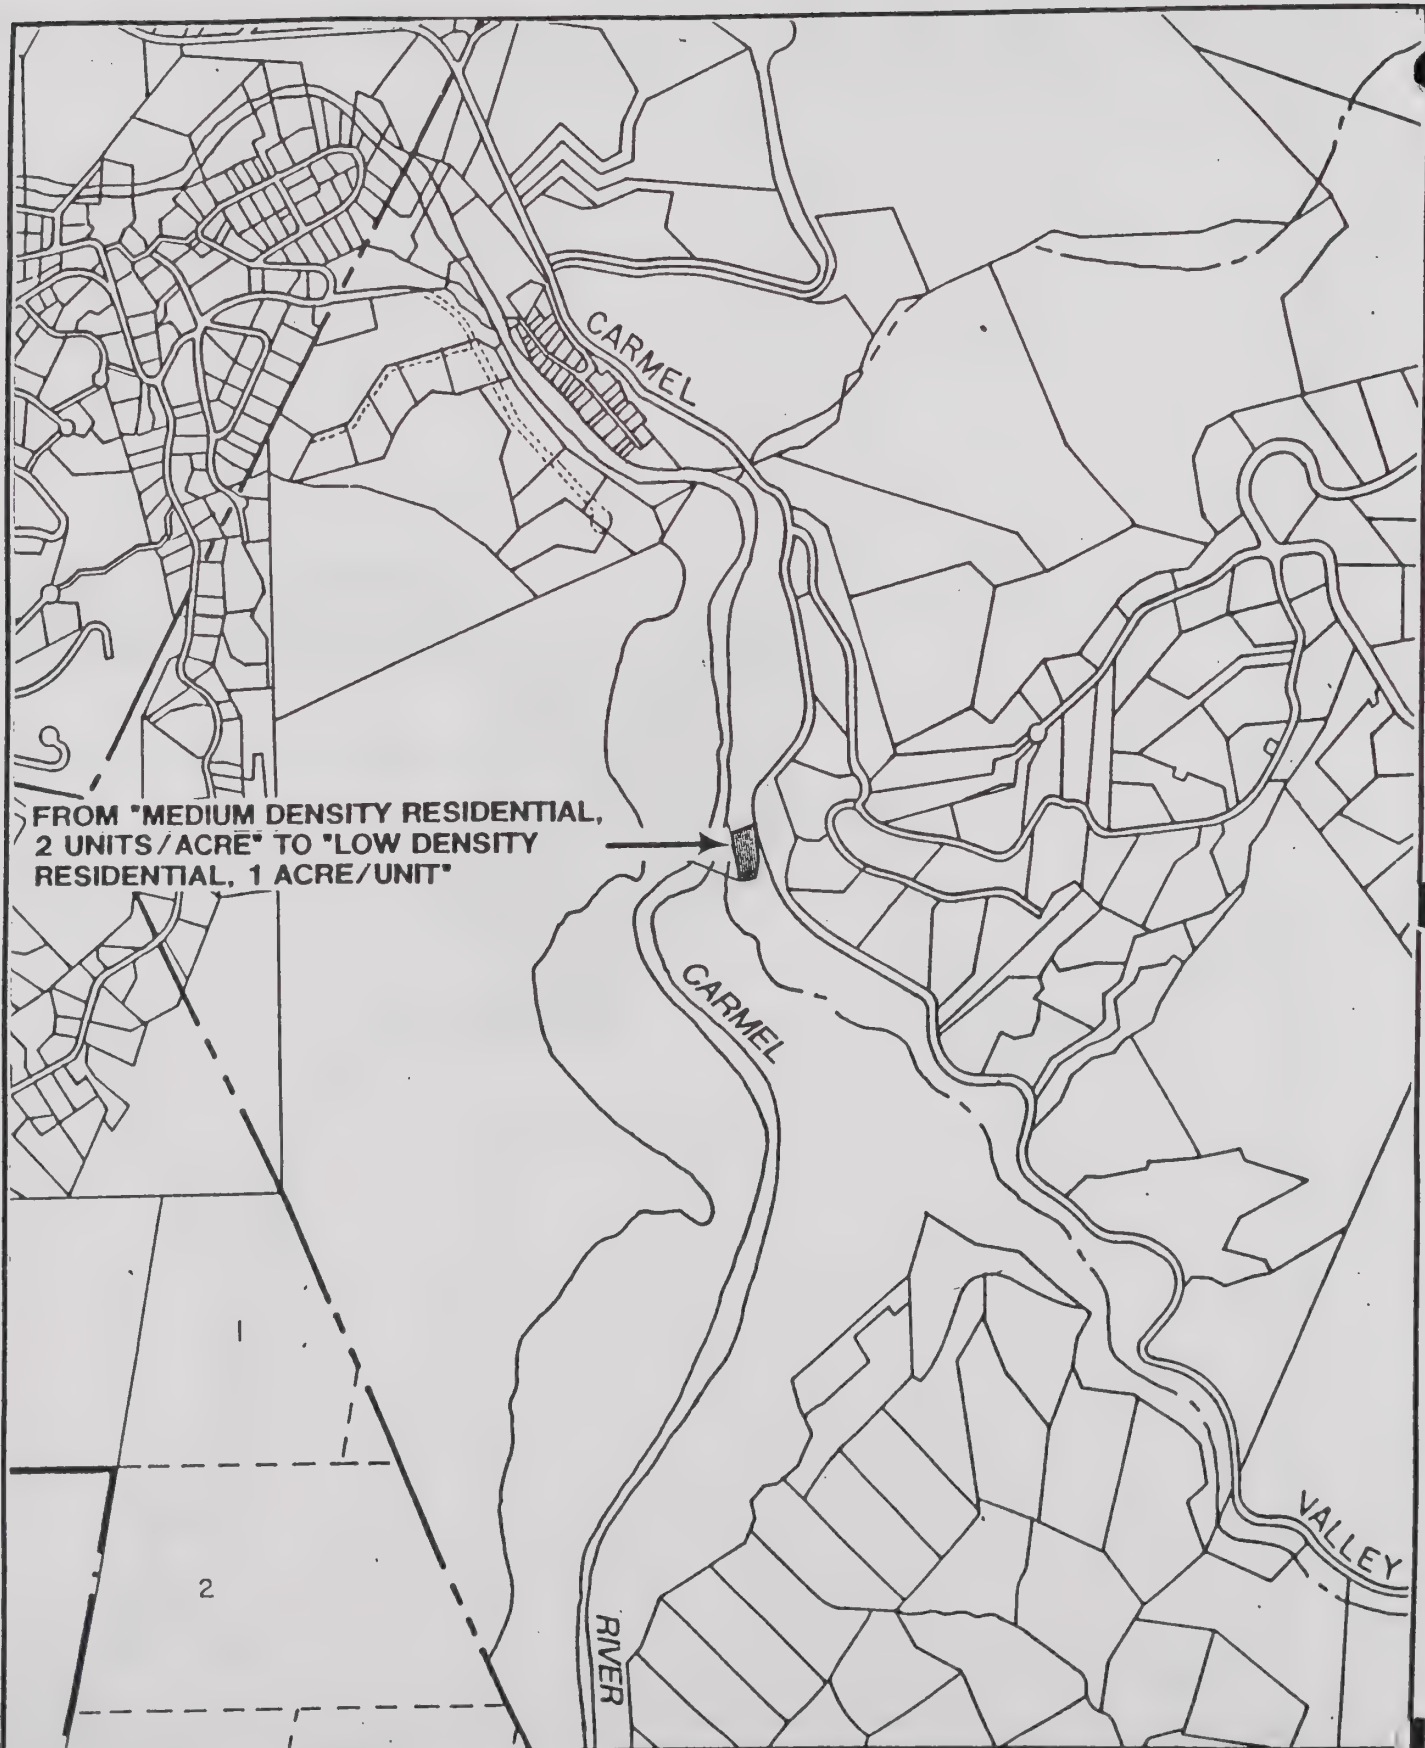 CARMEL
FROM "MEDIUM DENSITY RESIDENTIAL,
2 UNITS/ACRE" TO "LOW DENSITY
RESIDENTIAL, 1 ACRE/UNIT"
CARMEL
1
VALLEY
2
RIVER